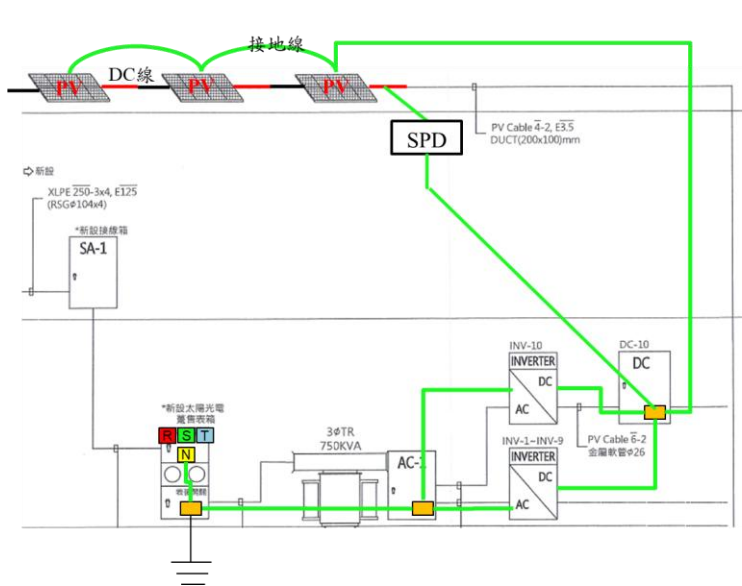 接地線
DC線
PV
PV
PV
SPD
PV Cable 4-2, E3.5
DUCT(200x100)mm
新設
XLPE 250-3x4, E125
(RSGφ104x4)
*新設接線箱
SA-1
INV-10
INVERTER
DC
AC
DC-10
DC
*新設太陽光電
躉售表箱
R S T
N
3φTR
750KVA
AC-1
PV Cable 6-2
金屬軟管φ26
INV-1~INV-9
INVERTER
DC
AC